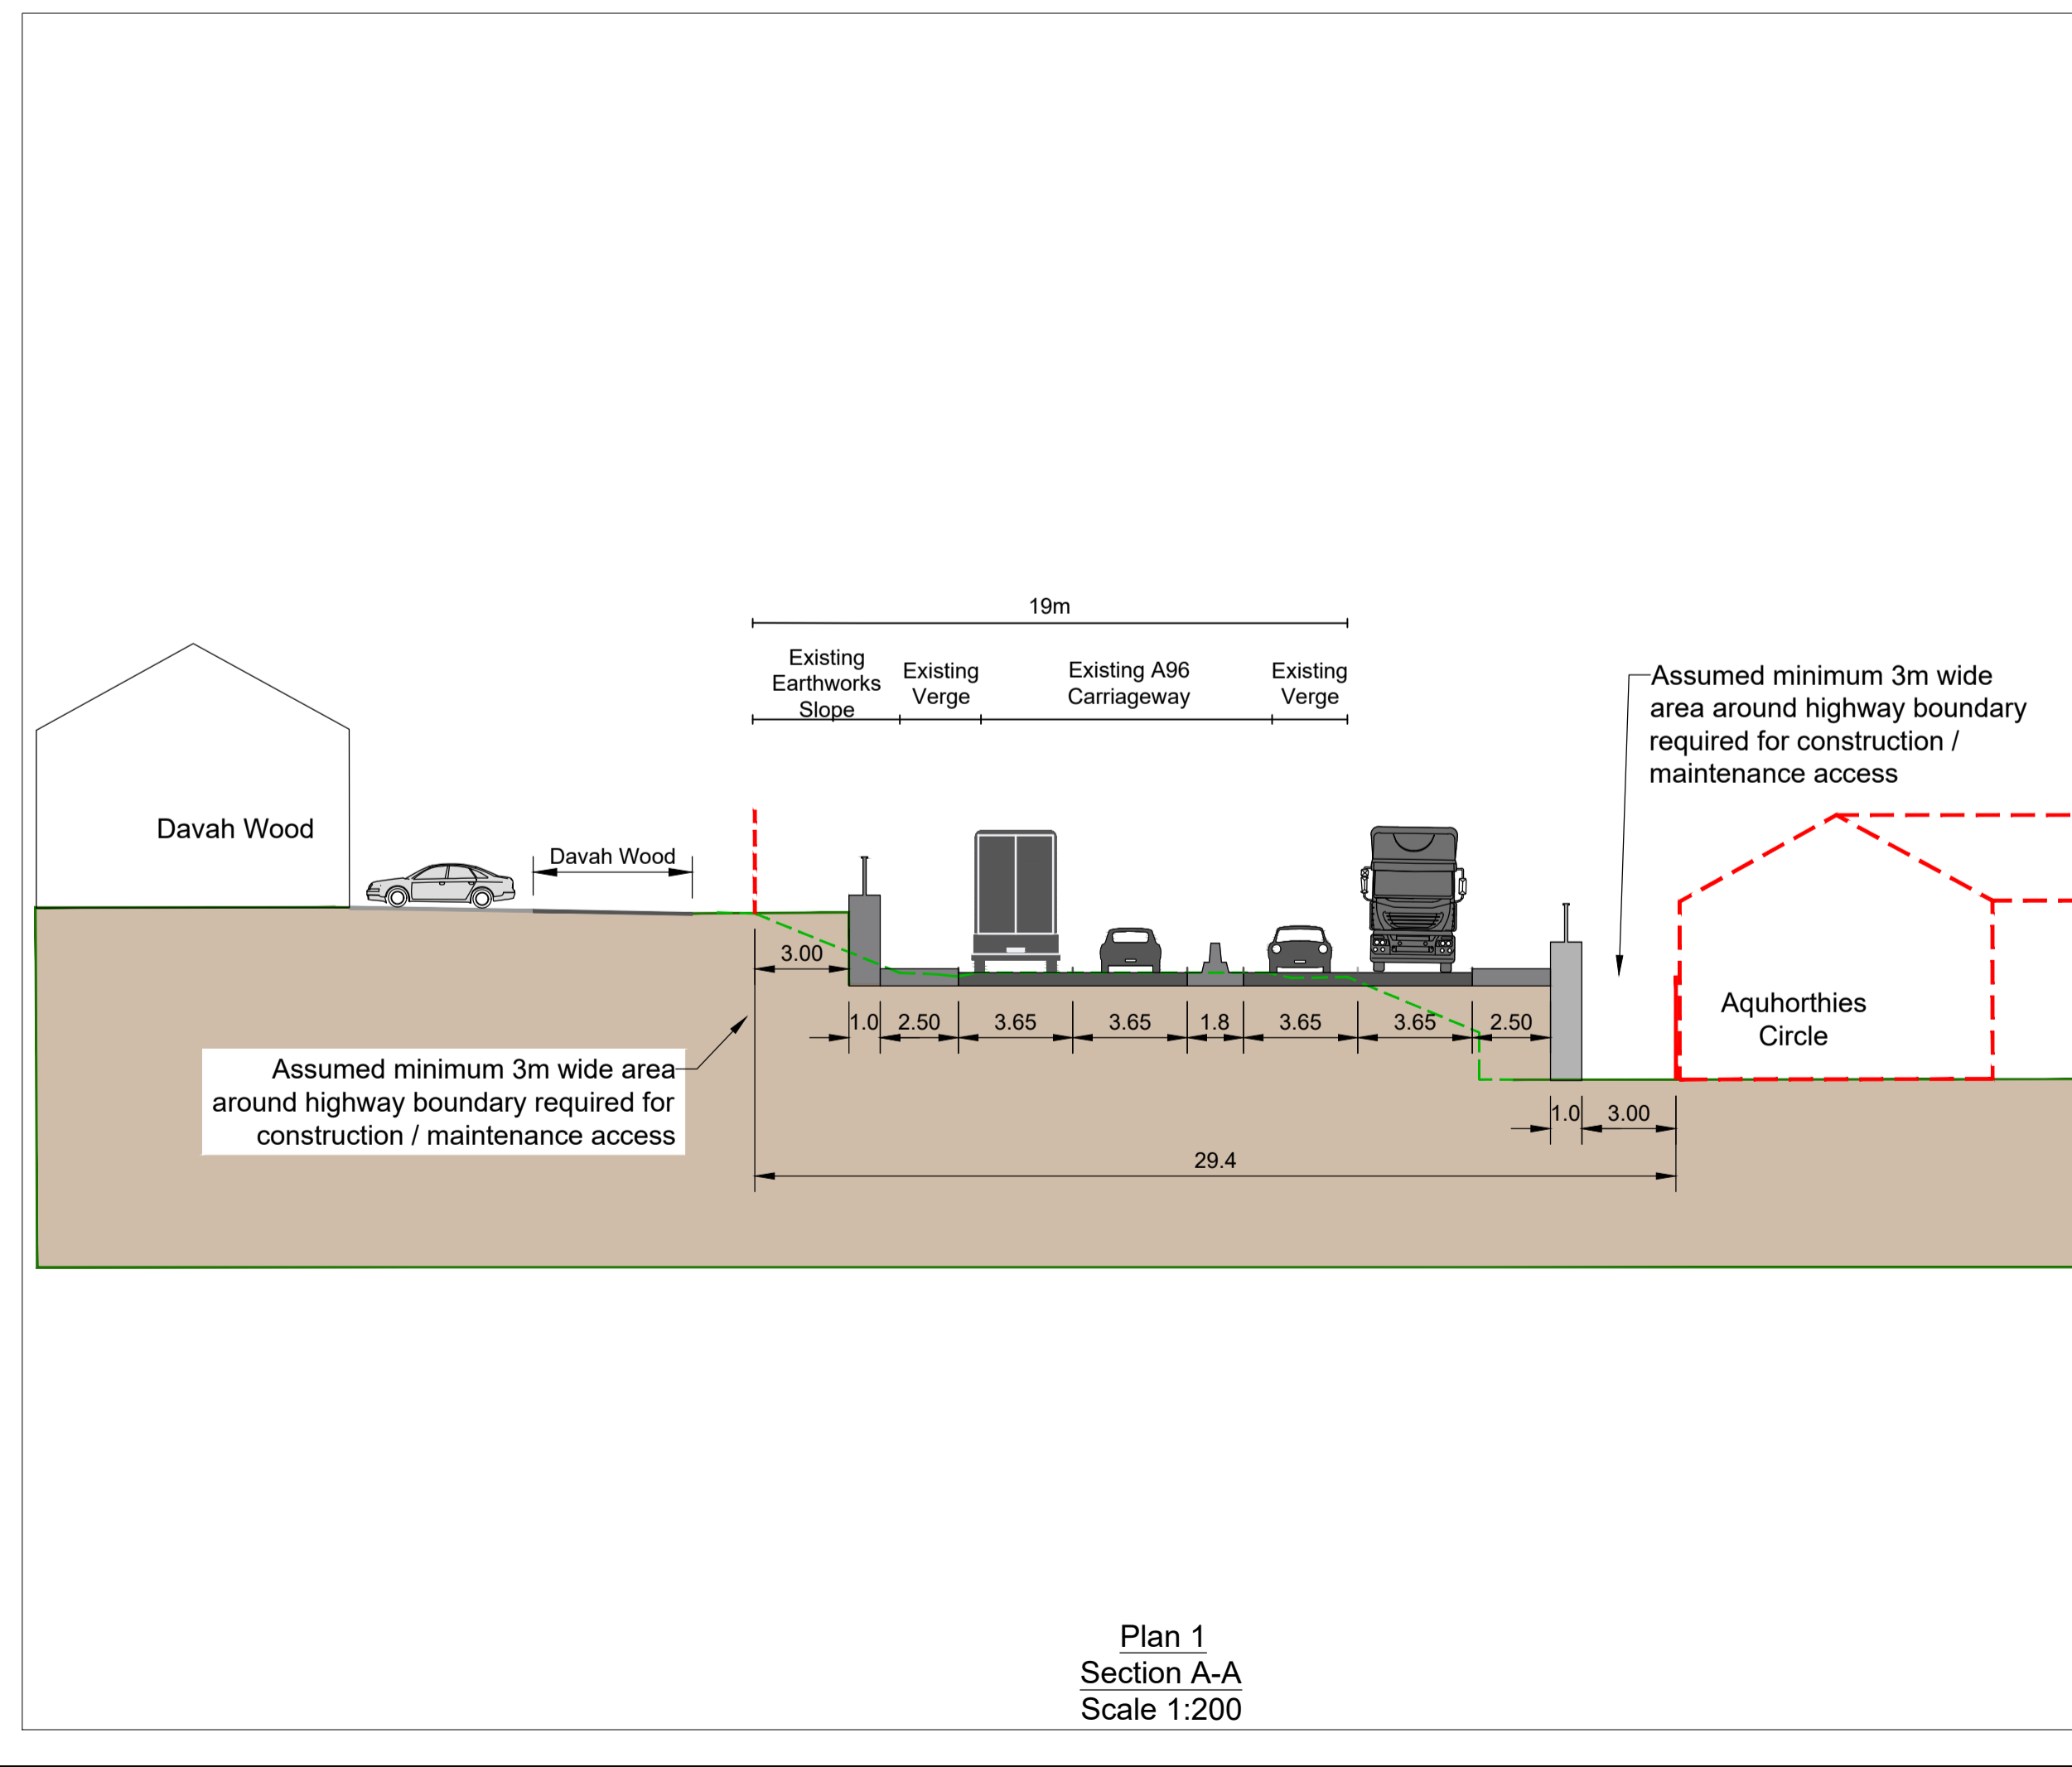 19m
Existing
Earthworks
Slope
Existing
Verge
Existing A96
Carriageway
Existing
Verge
Assumed minimum 3m wide
area around highway boundary
required for construction /
maintenance access
Davah Wood
Davah Wood
3.00
Aquhorthies
Circle
1.0 2.50 3.65 3.65 1.8 3.65 3.65 2.50
Assumed minimum 3m wide area
around highway boundary required for
construction / maintenance access
1.0 3.00
29.4
Plan 1
Section A-A
Scale 1:200